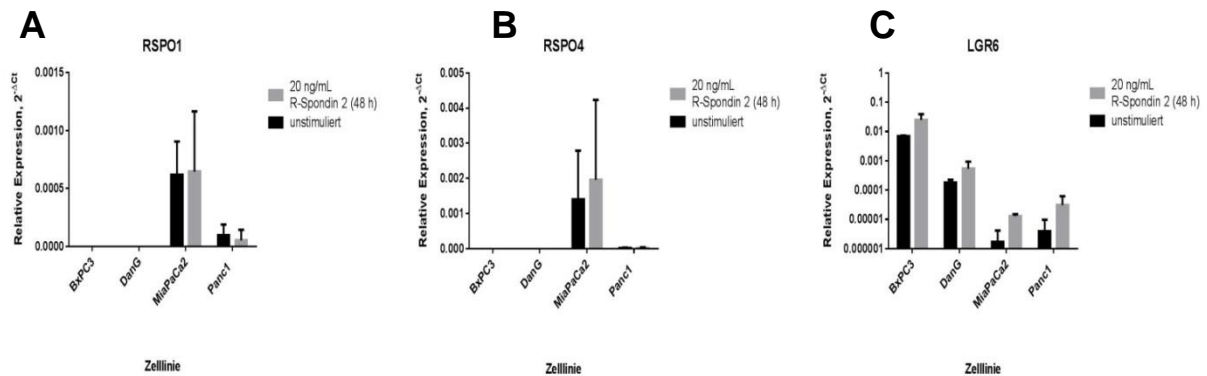 A
RSPO1
Relative Expression, 2^-ΔCt
0.0015
0.0010
0.0005
0.0000
BxPC3
DanG
MiaPaCa2
Panc1
Zelllinie
20 ng/mL
R-Spondin 2 (48 h)
unstimuliert
B
RSPO4
Relative Expression, 2^-ΔCt
0.005
0.004
0.003
0.002
0.001
0.000
BxPC3
DanG
MiaPaCa2
Panc1
Zelllinie
20 ng/mL
R-Spondin 2 (48 h)
unstimuliert
C
LGR6
Relative Expression, 2^-ΔCt
1
0.1
0.01
0.001
0.0001
0.00001
0.000001
BxPC3
DanG
MiaPaCa2
Panc1
Zelllinie
20 ng/mL
R-Spondin 2 (48 h)
unstimuliert